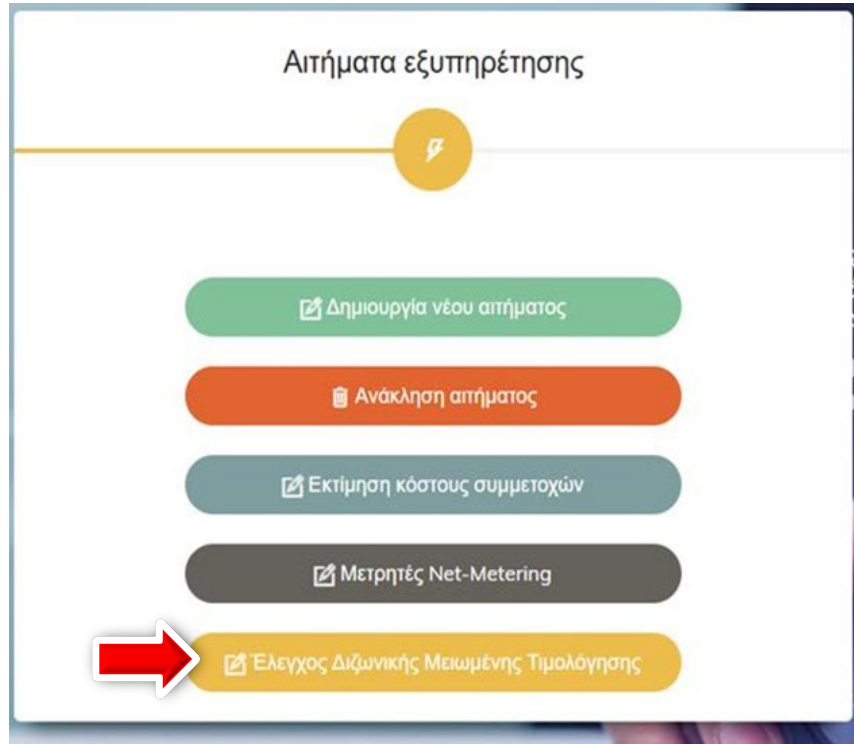 Αιτήματα εξυπηρέτησης
Δημιουργία νέου αιτήματος
Ανάκληση αιτήματος
Εκτίμηση κόστους συμμετοχών
Μετρητές Net-Metering
Έλεγχος Διζωνικής Μειωμένης Τιμολόγησης